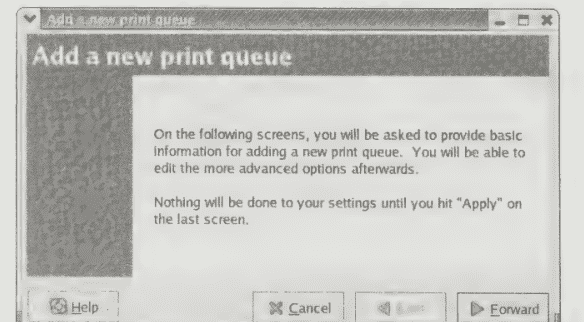 Add a new print queue
Add a new print queue
On the following screens, you will be asked to provide basic
information for adding a new print queue. You will be able to
edit the more advanced options afterwards.
Nothing will be done to your settings until you hit "Apply" on
the last screen.
Help
Cancel
Forward